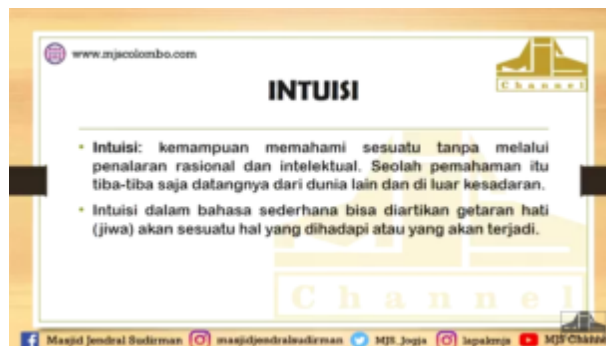 www.mjscolombo.com
Channel
INTUISI
• Intuisi: kemampuan memahami sesuatu tanpa melalui
penalaran rasional dan intelektual. Seolah pemahaman itu
tiba-tiba saja datangnya dari dunia lain dan di luar kesadaran.
• Intuisi dalam bahasa sederhana bisa diartikan getaran hati
(jiwa) akan sesuatu hal yang dihadapi atau yang akan terjadi.
Channel
Masjid Jendral Sudirman masjidjendralsudirman MJS Jogja lapakmjs MJS